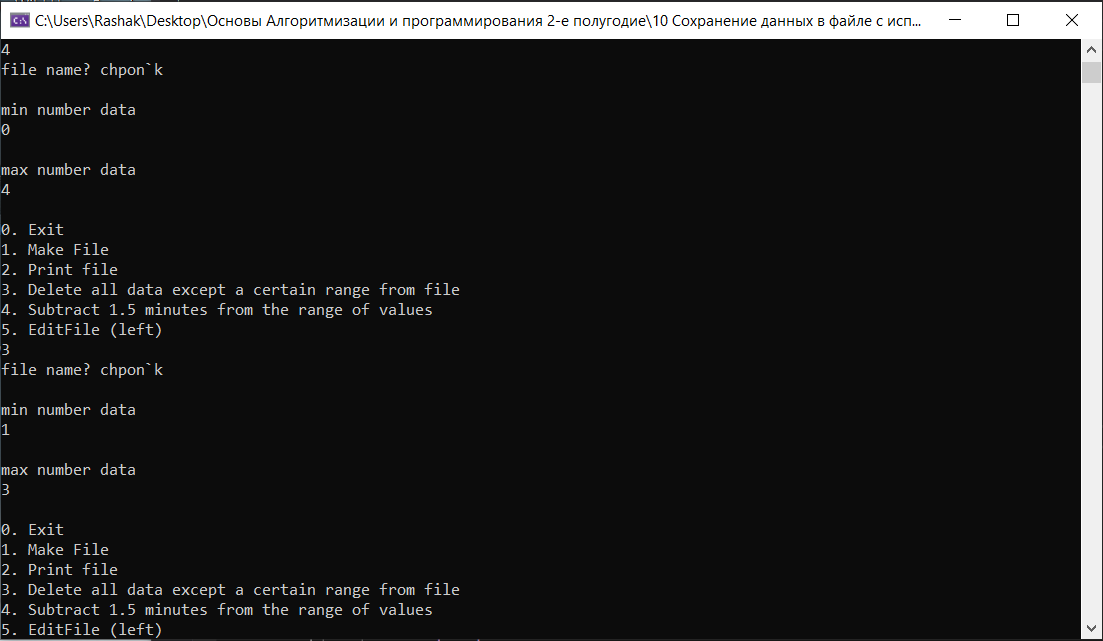 C:\Users\Rashak\Desktop\Основы Алгоритмизации и программирования 2-е полугодие\10 Сохранение данных в файле с исп...
4
file name? chpon`k
min number data
0
max number data
4
0. Exit
1. Make File
2. Print file
3. Delete all data except a certain range from file
4. Subtract 1.5 minutes from the range of values
5. EditFile (left)
3
file name? chpon`k
min number data
1
max number data
3
0. Exit
1. Make File
2. Print file
3. Delete all data except a certain range from file
4. Subtract 1.5 minutes from the range of values
5. EditFile (left)